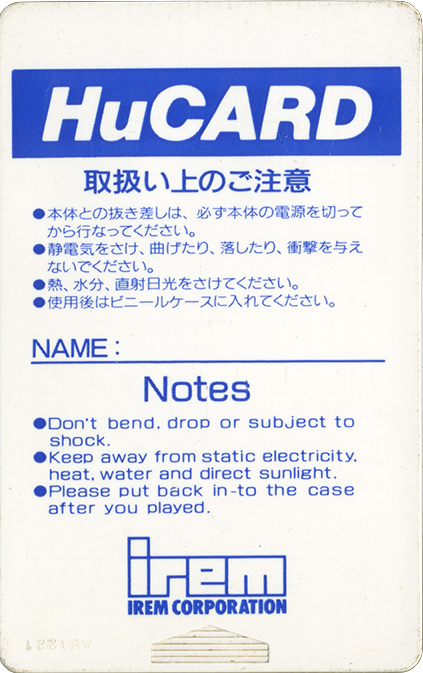 HuCARD
取扱い上のご注意
●本体との抜き差しは、必ず本体の電源を切って
から行なってください。
●静電気をさけ、曲げたり、落したり、衝撃を与え
ないでください。
●熱、水分、直射日光をさけてください。
●使用後はビニールケースに入れてください。
NAME:
Notes
●Don't bend, drop or subject to
shock.
●Keep away from static electricity,
heat, water and direct sunlight.
●Please put back in-to the case
after you played.
irem
IREM CORPORATION